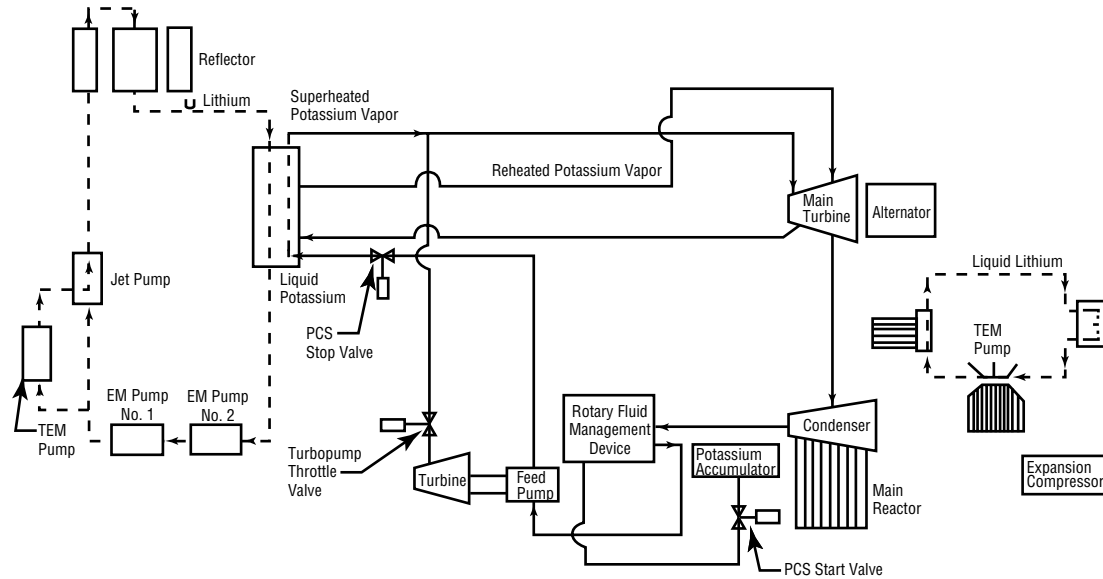 Reflector
Lithium
Superheated
Potassium Vapor
Reheated Potassium Vapor
Main
Turbine
Alternator
Jet Pump
Liquid
Potassium
PCS
Stop Valve
Liquid Lithium
TEM
Pump
EM Pump
No. 1
EM Pump
No. 2
TEM
Pump
Turbopump
Throttle
Valve
Turbine
Feed
Pump
Rotary Fluid
Management
Device
Potassium
Accumulator
Condenser
Main
Reactor
Expansion
Compressor
PCS Start Valve